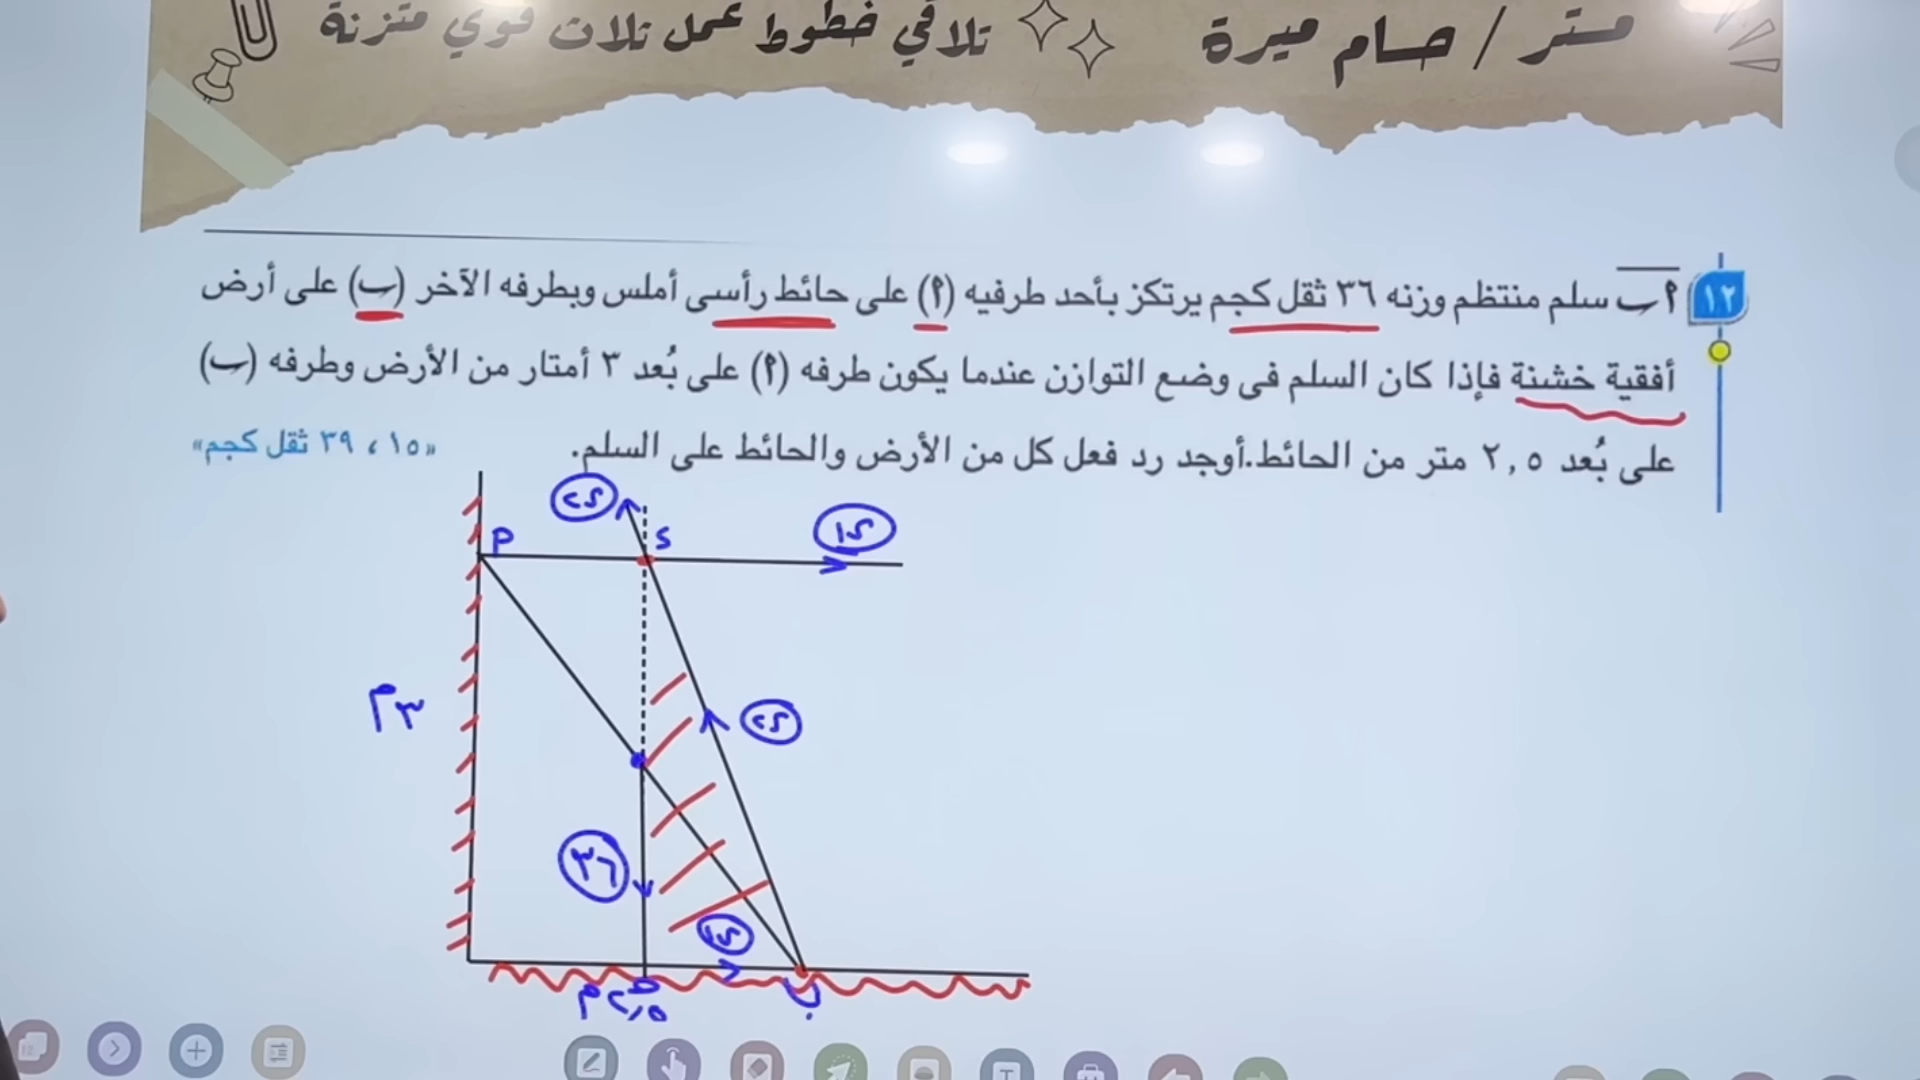 مستر / حسام ميرة
تلاقي خطوط عمل ثلاث قوي متزنة
١٢
أ ب سلم منتظم وزنه ٣٦ ثقل كجم يرتكز بأحد طرفيه (أ) على حائط رأسى أملس وبطرفه الآخر (ب) على أرض
أفقية خشنة فإذا كان السلم فى وضع التوازن عندما يكون طرفه (أ) على بُعد ٣ أمتار من الأرض وطرفه (ب)
على بُعد ٢,٥ متر من الحائط.أوجد رد فعل كل من الأرض والحائط على السلم.
«١٥ ، ٣٩ ثقل كجم»
ر٢
ر١
أ
ء
٣م
ر٢
٣٦
ر١
٢,٥ م
ب